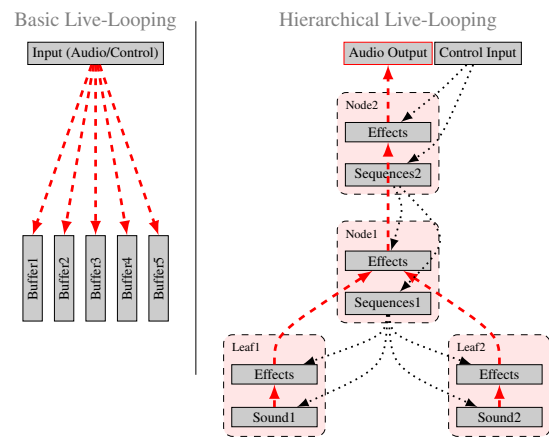 Basic Live-Looping
Input (Audio/Control)
Buffer1
Buffer2
Buffer3
Buffer4
Buffer5
Hierarchical Live-Looping
Audio Output
Control Input
Node2
Effects
Sequences2
Node1
Effects
Sequences1
Leaf1
Effects
Sound1
Leaf2
Effects
Sound2